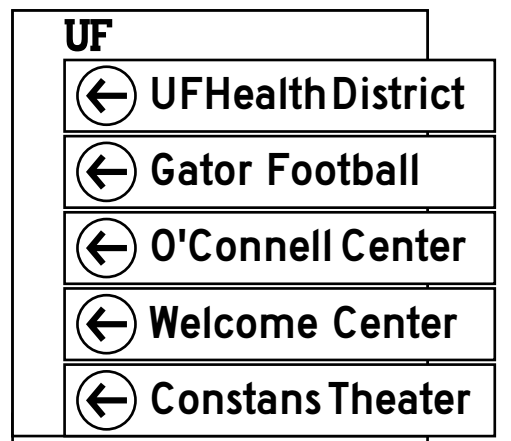 UF
UFHealth District
Gator Football
O'Connell Center
Welcome Center
Constans Theater